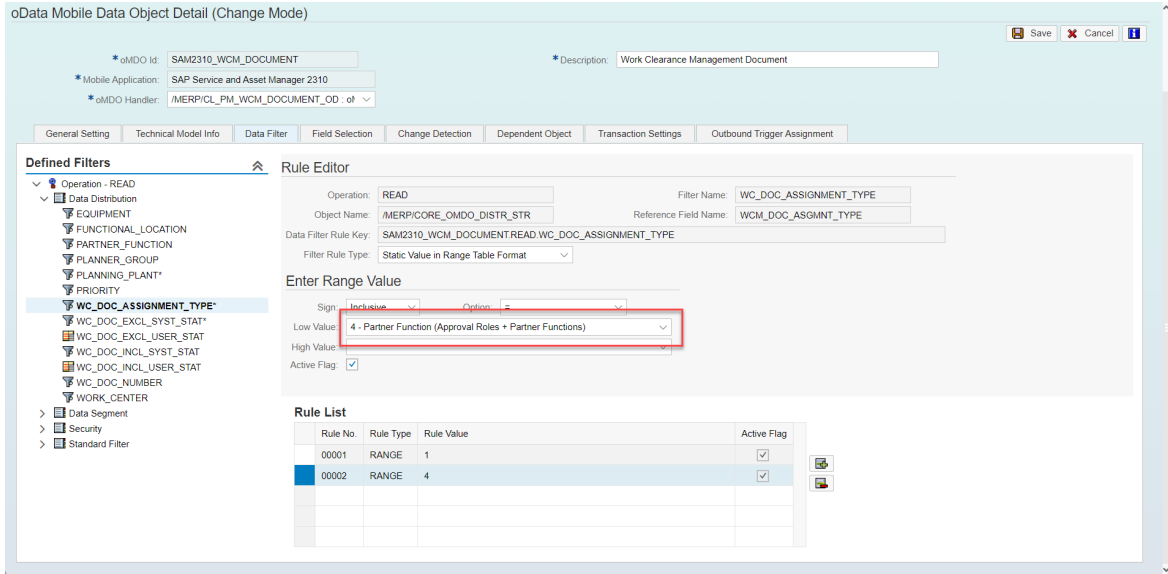 oData Mobile Data Object Detail (Change Mode)
Save Cancel
* oMDO Id: SAM2310_WCM_DOCUMENT * Description: Work Clearance Management Document
* Mobile Application: SAP Service and Asset Manager 2310
* oMDO Handler: /MERP/CL_PM_WCM_DOCUMENT_OD : oM
General Setting Technical Model Info Data Filter Field Selection Change Detection Dependent Object Transaction Settings Outbound Trigger Assignment
Defined Filters
Operation - READ
Data Distribution
EQUIPMENT
FUNCTIONAL_LOCATION
PARTNER_FUNCTION
PLANNER_GROUP
PLANNING_PLANT*
PRIORITY
WC_DOC_ASSIGNMENT_TYPE*
WC_DOC_EXCL_SYST_STAT*
WC_DOC_EXCL_USER_STAT
WC_DOC_INCL_SYST_STAT
WC_DOC_INCL_USER_STAT
WC_DOC_NUMBER
WORK_CENTER
Data Segment
Security
Standard Filter
Rule Editor
Operation: READ Filter Name: WC_DOC_ASSIGNMENT_TYPE
Object Name: /MERP/CORE_OMDO_DISTR_STR Reference Field Name: WCM_DOC_ASGMNT_TYPE
Data Filter Rule Key: SAM2310_WCM_DOCUMENT.READ.WC_DOC_ASSIGNMENT_TYPE
Filter Rule Type: Static Value in Range Table Format
Enter Range Value
Sign: Inclusive Option: =
Low Value: 4 - Partner Function (Approval Roles + Partner Functions)
High Value:
Active Flag:
Rule List
Rule No. Rule Type Rule Value Active Flag
00001 RANGE 1
00002 RANGE 4